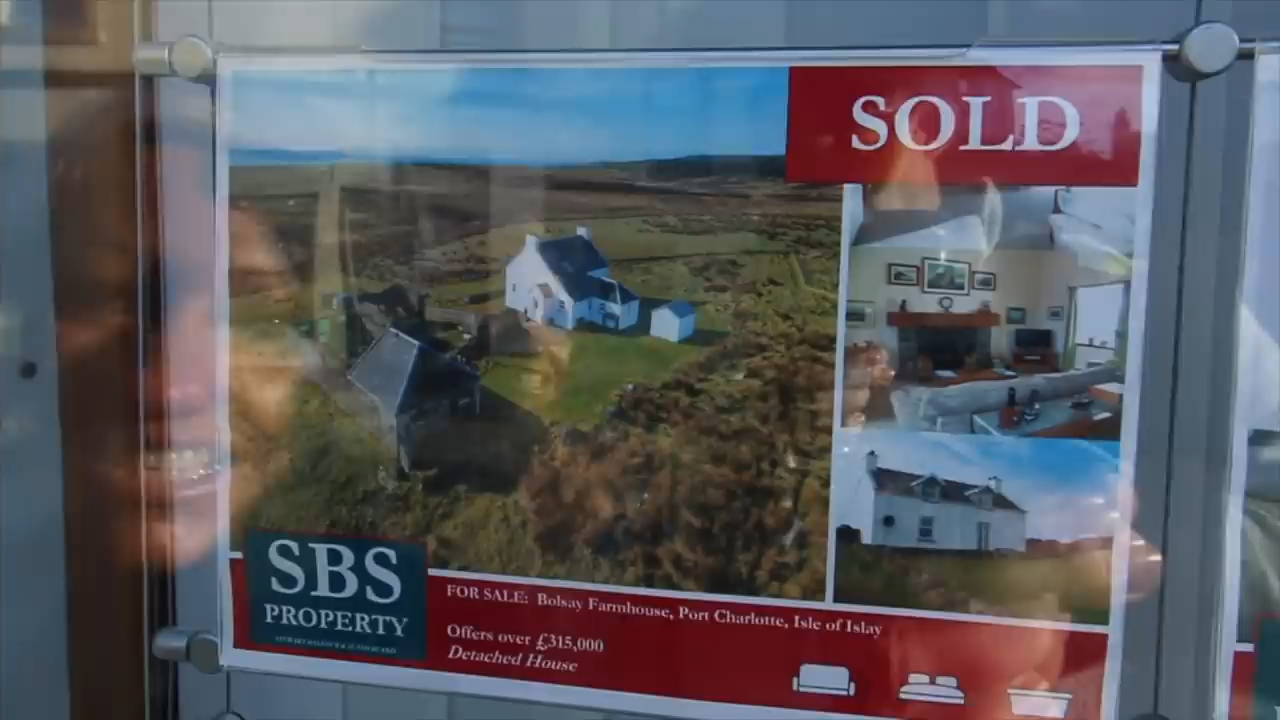 SOLD
SBS
PROPERTY
FOR SALE: Bolsay Farmhouse, Port Charlotte, Isle of Islay
Offers over £315,000
Detached House